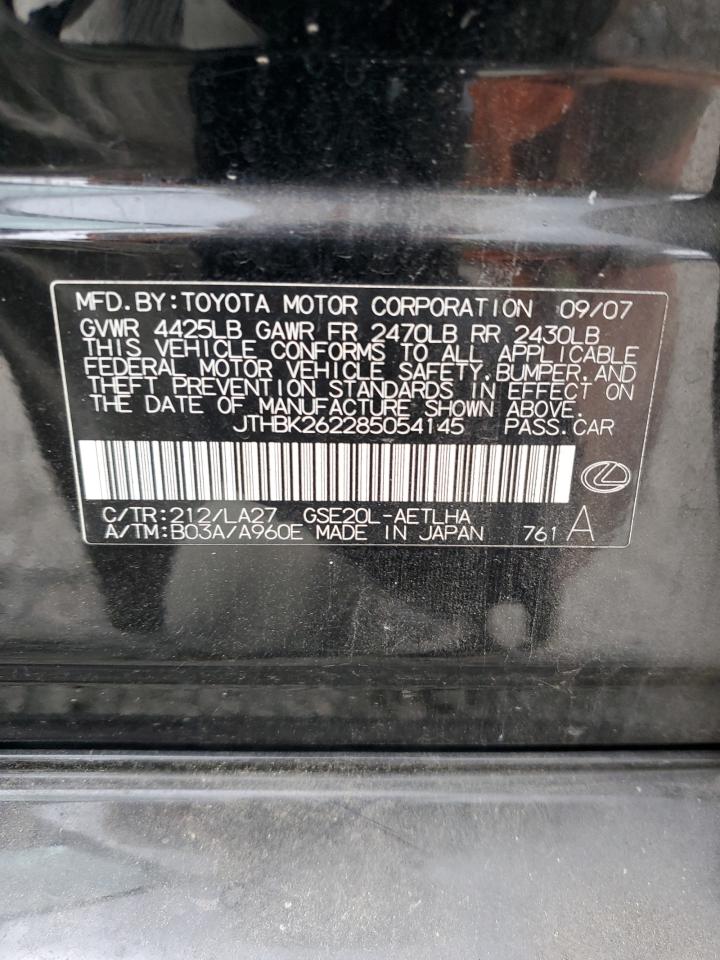 MFD.BY:TOYOTA MOTOR CORPORATION 09/07
GVWR 4425LB GAWR FR 2470LB RR 2430LB
THIS VEHICLE CONFORMS TO ALL APPLICABLE
FEDERAL MOTOR VEHICLE SAFETY,BUMPER,AND
THEFT PREVENTION STANDARDS IN EFFECT ON
THE DATE OF MANUFACTURE SHOWN ABOVE.
JTHBK262285054145 PASS.CAR
C/TR:212/LA27 GSE20L-AETLHA
A/TM:B03A/A960E MADE IN JAPAN 761 A